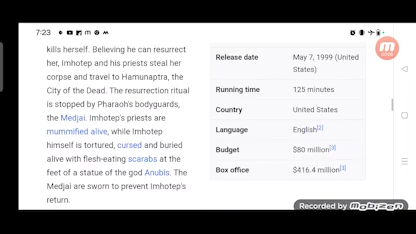 7:23
kills herself. Believing he can resurrect
her, Imhotep and his priests steal her
corpse and travel to Hamunaptra, the
City of the Dead. The resurrection ritual
is stopped by Pharaoh's bodyguards,
the Medjai. Imhotep's priests are
mummified alive, while Imhotep
himself is tortured, cursed and buried
alive with flesh-eating scarabs at the
feet of a statue of the god Anubis. The
Medjai are sworn to prevent Imhotep's
return.
Release date May 7, 1999 (United
States)
Running time 125 minutes
Country United States
Language English[2]
Budget $80 million[3]
Box office $416.4 million[3]
Recorded by Mobizen